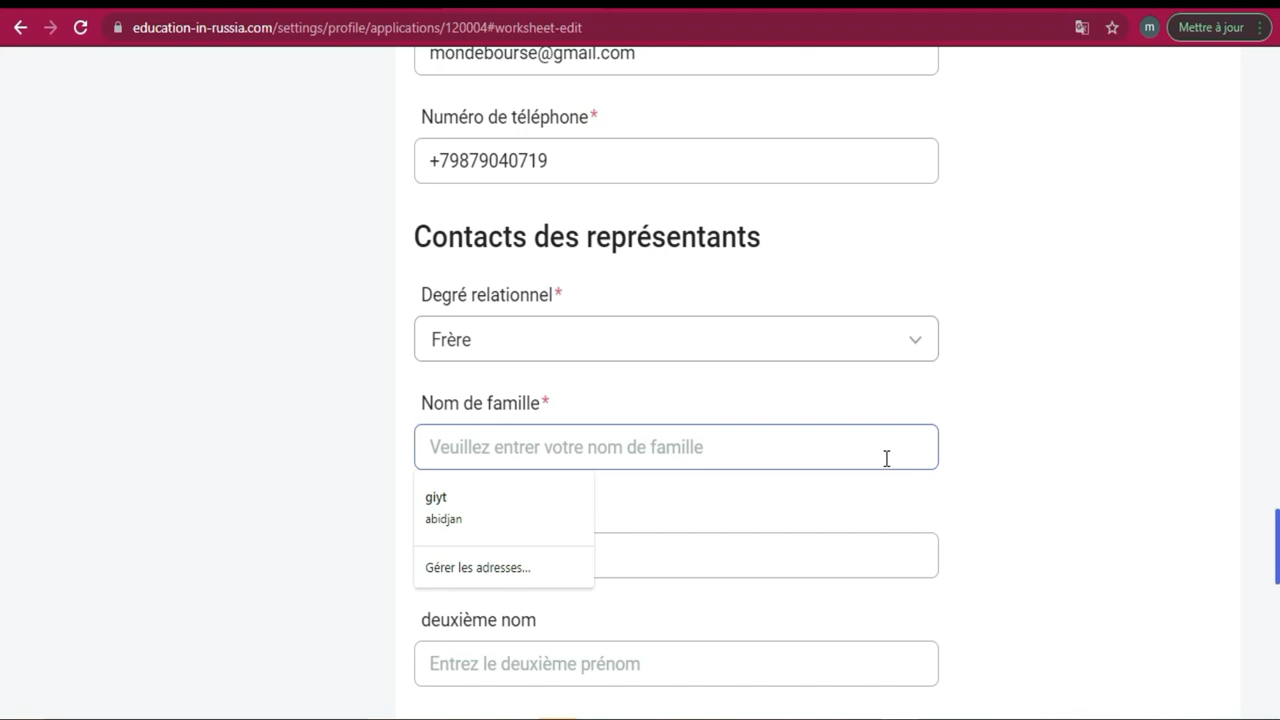 education-in-russia.com/settings/profile/applications/120004#worksheet-edit
m
Mettre à jour
mondebourse@gmail.com
Numéro de téléphone*
+79879040719
Contacts des représentants
Degré relationnel*
Frère
Nom de famille*
Veuillez entrer votre nom de famille
giyt
abidjan
Gérer les adresses...
deuxième nom
Entrez le deuxième prénom